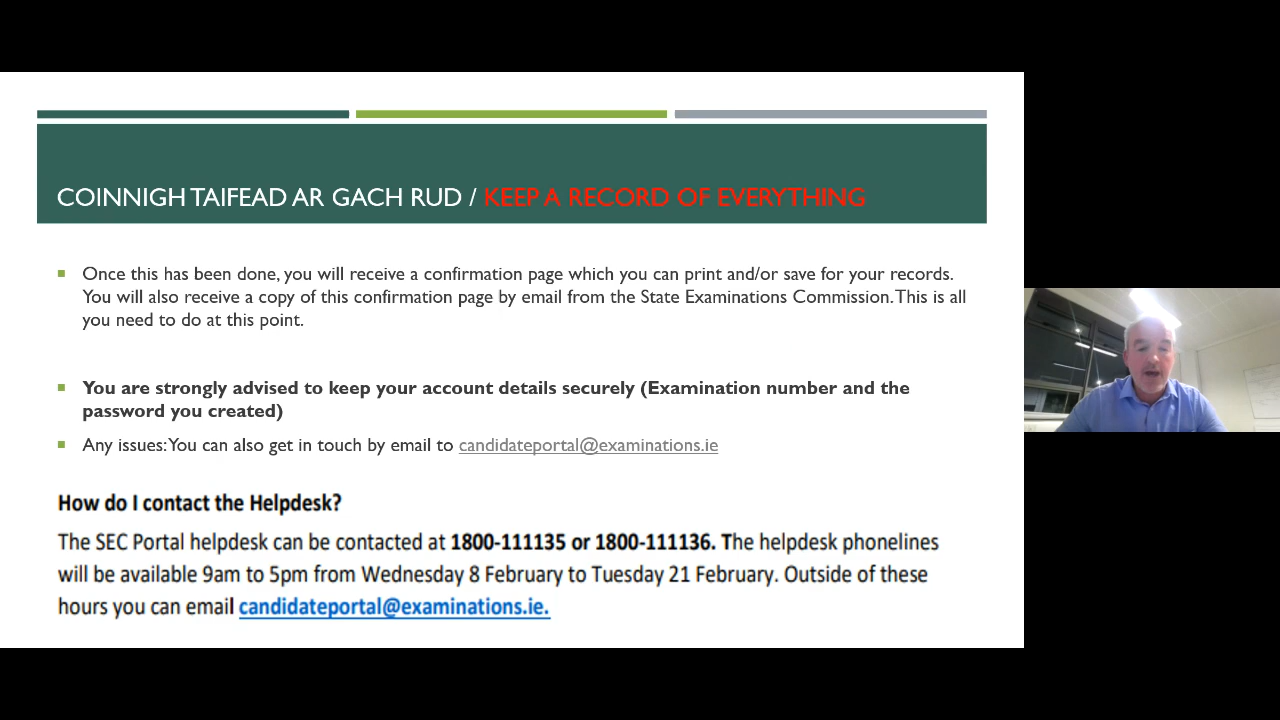 COINNIGH TAIFEAD AR GACH RUD / KEEP A RECORD OF EVERYTHING
Once this has been done, you will receive a confirmation page which you can print and/or save for your records.
You will also receive a copy of this confirmation page by email from the State Examinations Commission. This is all
you need to do at this point.
You are strongly advised to keep your account details securely (Examination number and the
password you created)
Any issues: You can also get in touch by email to candidateportal@examinations.ie
How do I contact the Helpdesk?
The SEC Portal helpdesk can be contacted at 1800-111135 or 1800-111136. The helpdesk phonelines
will be available 9am to 5pm from Wednesday 8 February to Tuesday 21 February. Outside of these
hours you can email candidateportal@examinations.ie.